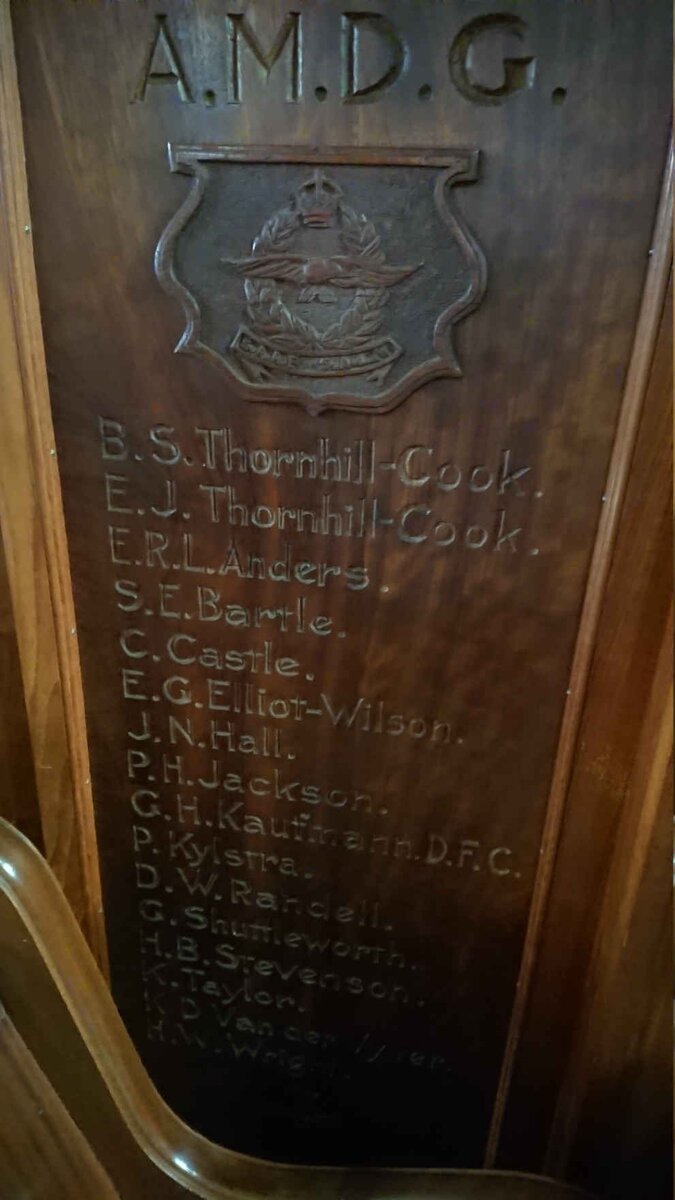 A.M.D.G.
B.S.Thornhill-Cook.
E.J. Thornhill-Cook.
E.R.L.Anders.
S.E.Bartle.
C.Castle.
E.G.Elliot-Wilson.
J.N.Hall.
P.H.Jackson.
G.H.Kaufmann.D.F.C.
P.Kylstra.
D.W.Randell.
G.Shuttleworth.
H.B.Stevenson.
K.Taylor.
Van der
H.W.